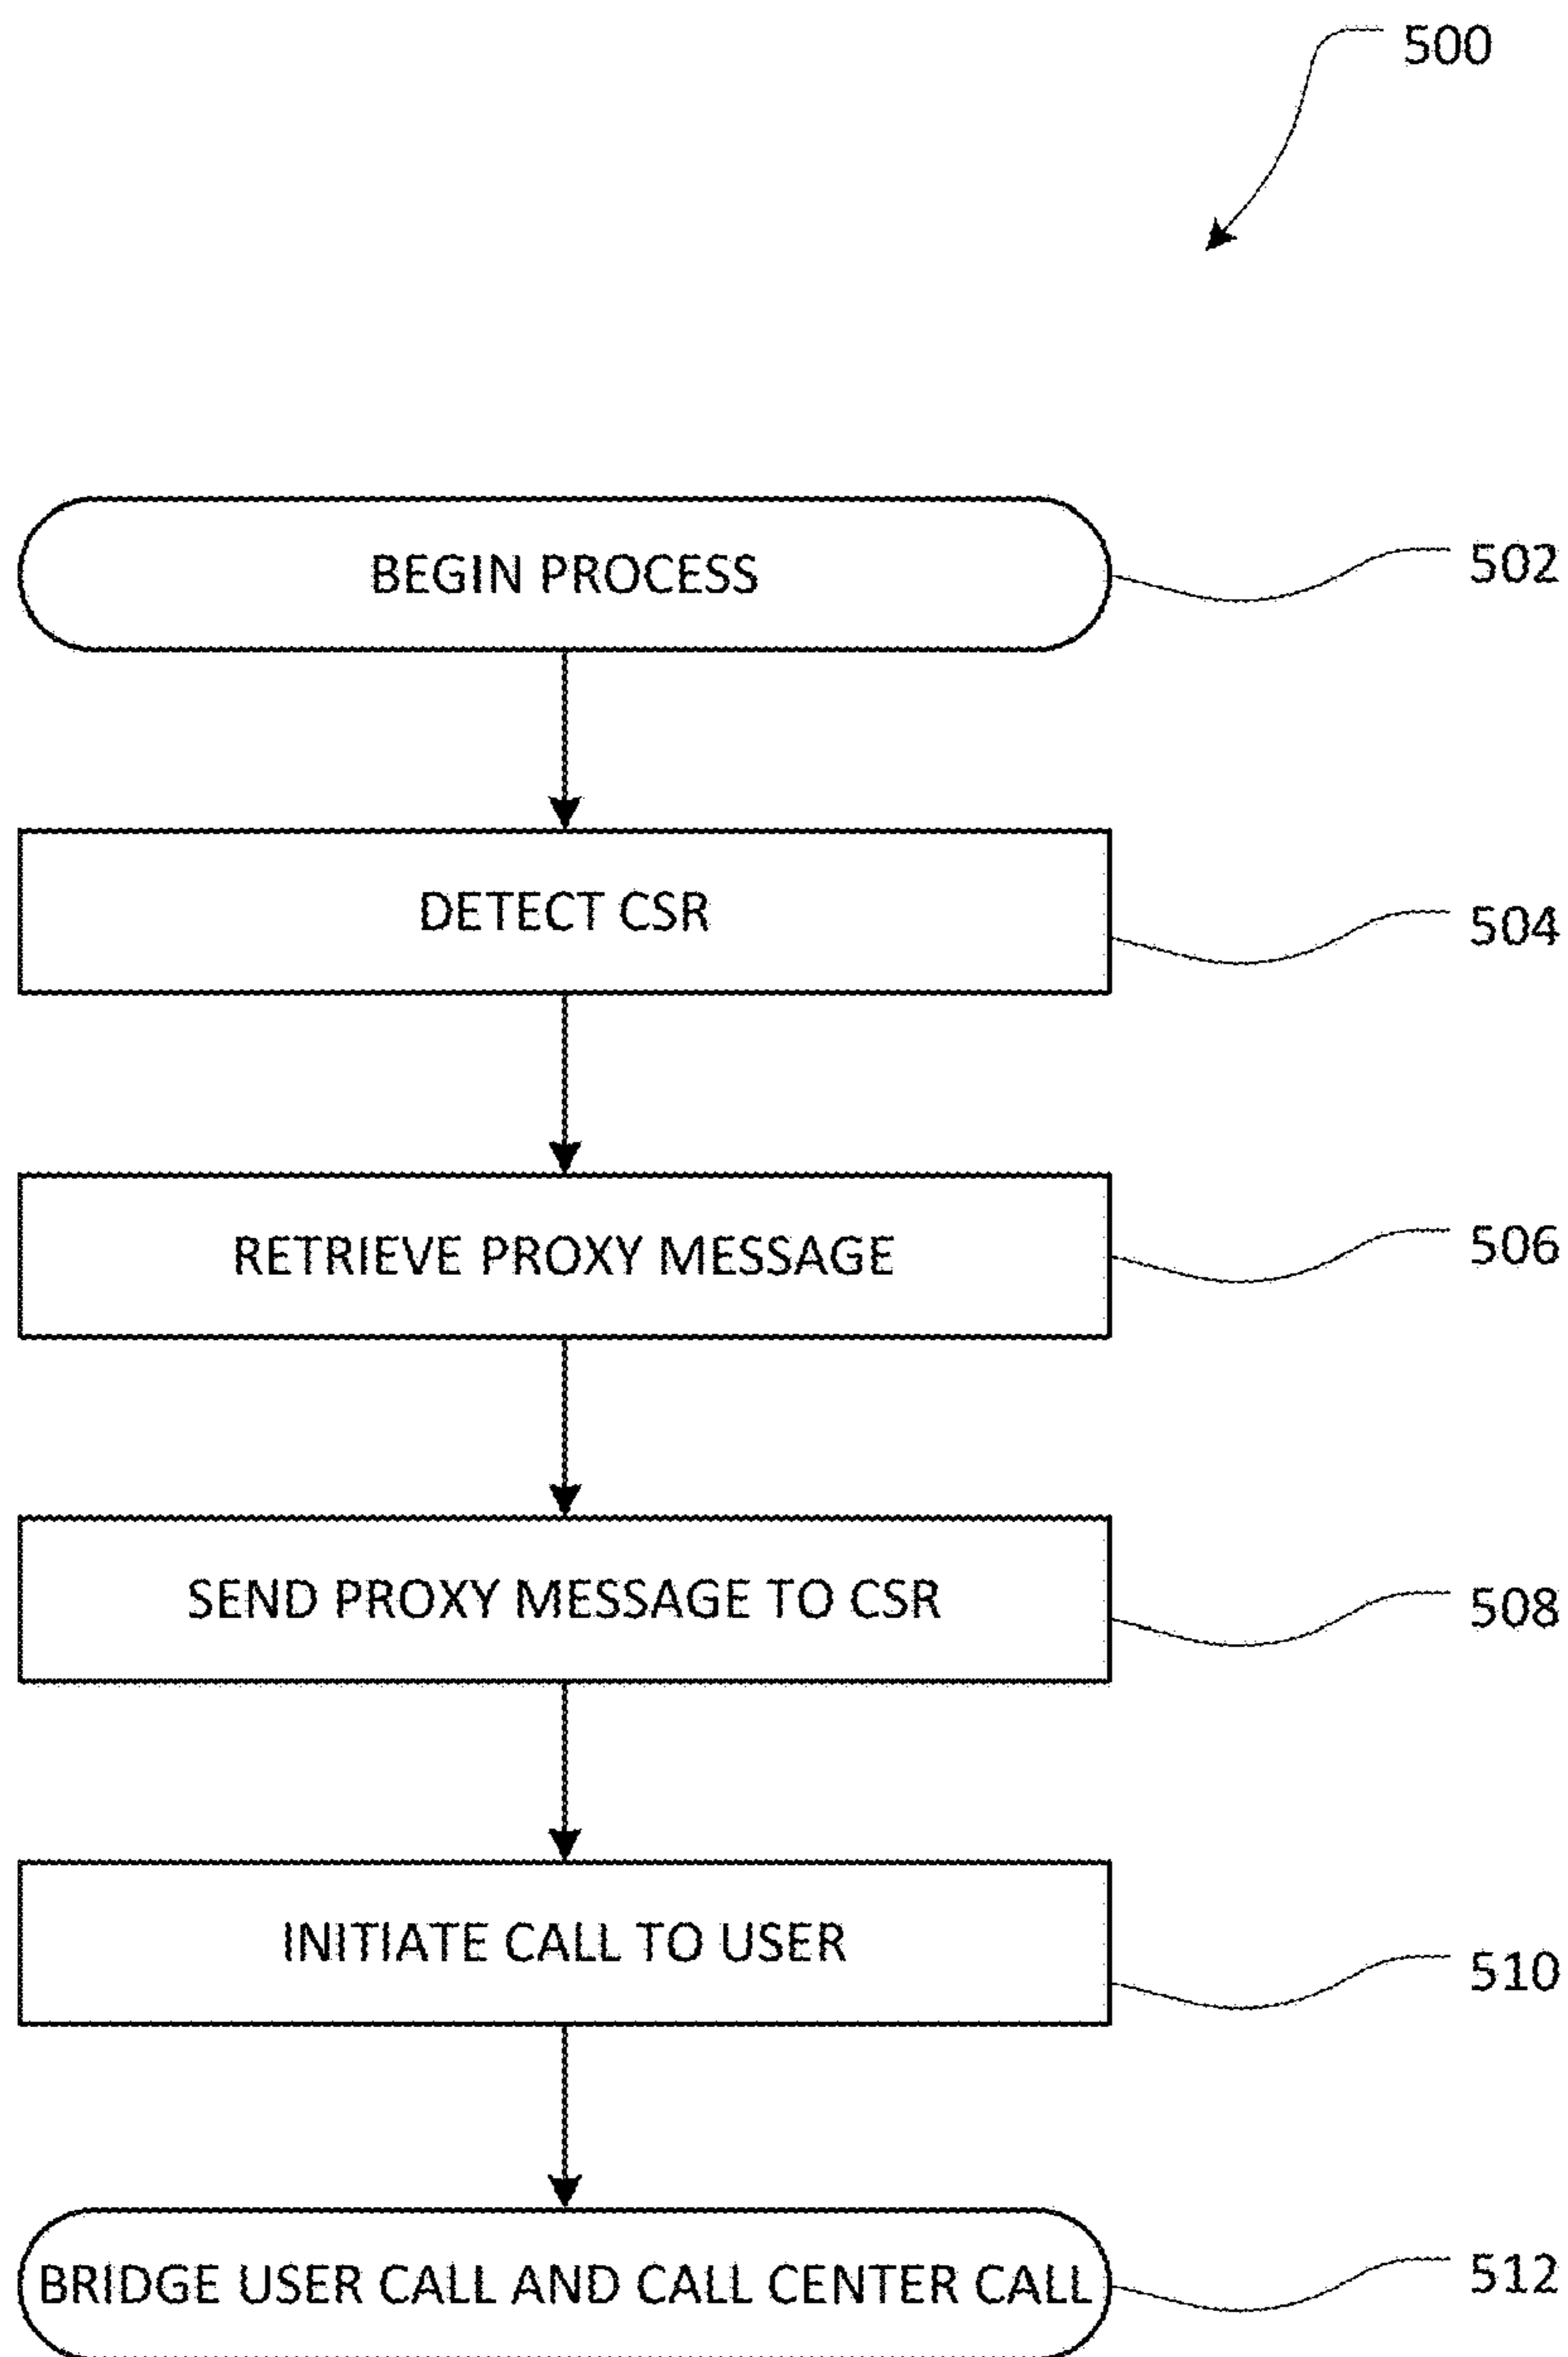 500
BEGIN PROCESS
502
DETECT CSR
504
RETRIEVE PROXY MESSAGE
506
SEND PROXY MESSAGE TO CSR
508
INITIATE CALL TO USER
510
BRIDGE USER CALL AND CALL CENTER CALL
512